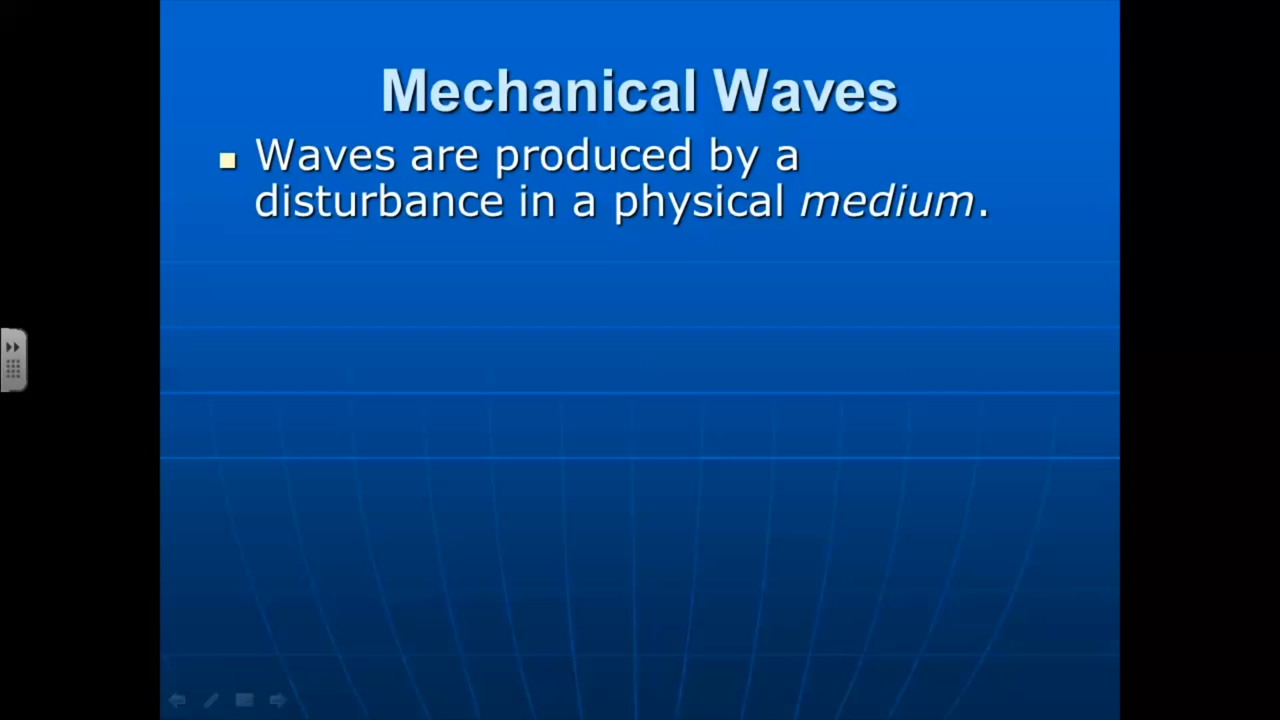 Mechanical Waves
Waves are produced by a
disturbance in a physical medium.